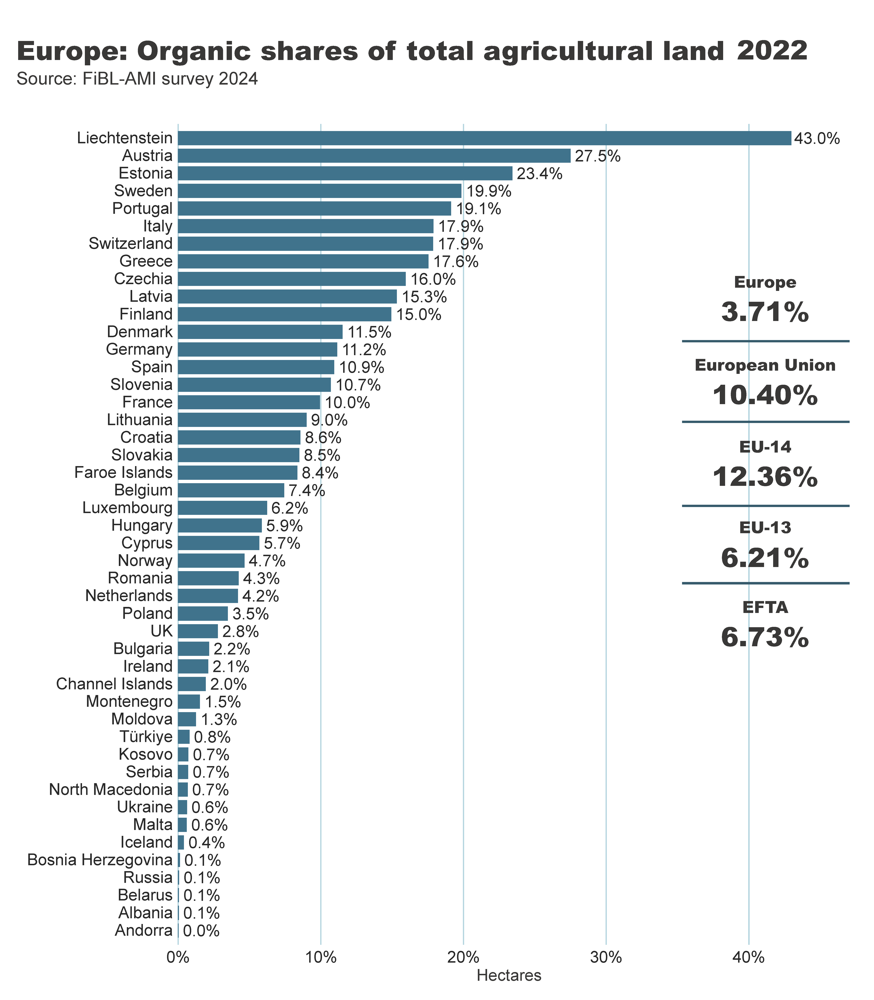 Europe: Organic shares of total agricultural land 2022
Source: FiBL-AMI survey 2024
Liechtenstein 43.0%
Austria 27.5%
Estonia 23.4%
Sweden 19.9%
Portugal 19.1%
Italy 17.9%
Switzerland 17.9%
Greece 17.6%
Czechia 16.0%
Latvia 15.3%
Finland 15.0%
Denmark 11.5%
Germany 11.2%
Spain 10.9%
Slovenia 10.7%
France 10.0%
Lithuania 9.0%
Croatia 8.6%
Slovakia 8.5%
Faroe Islands 8.4%
Belgium 7.4%
Luxembourg 6.2%
Hungary 5.9%
Cyprus 5.7%
Norway 4.7%
Romania 4.3%
Netherlands 4.2%
Poland 3.5%
UK 2.8%
Bulgaria 2.2%
Ireland 2.1%
Channel Islands 2.0%
Montenegro 1.5%
Moldova 1.3%
Türkiye 0.8%
Kosovo 0.7%
Serbia 0.7%
North Macedonia 0.7%
Ukraine 0.6%
Malta 0.6%
Iceland 0.4%
Bosnia Herzegovina 0.1%
Russia 0.1%
Belarus 0.1%
Albania 0.1%
Andorra 0.0%
0% 10% 20% 30% 40%
Hectares
Europe
3.71%
European Union
10.40%
EU-14
12.36%
EU-13
6.21%
EFTA
6.73%